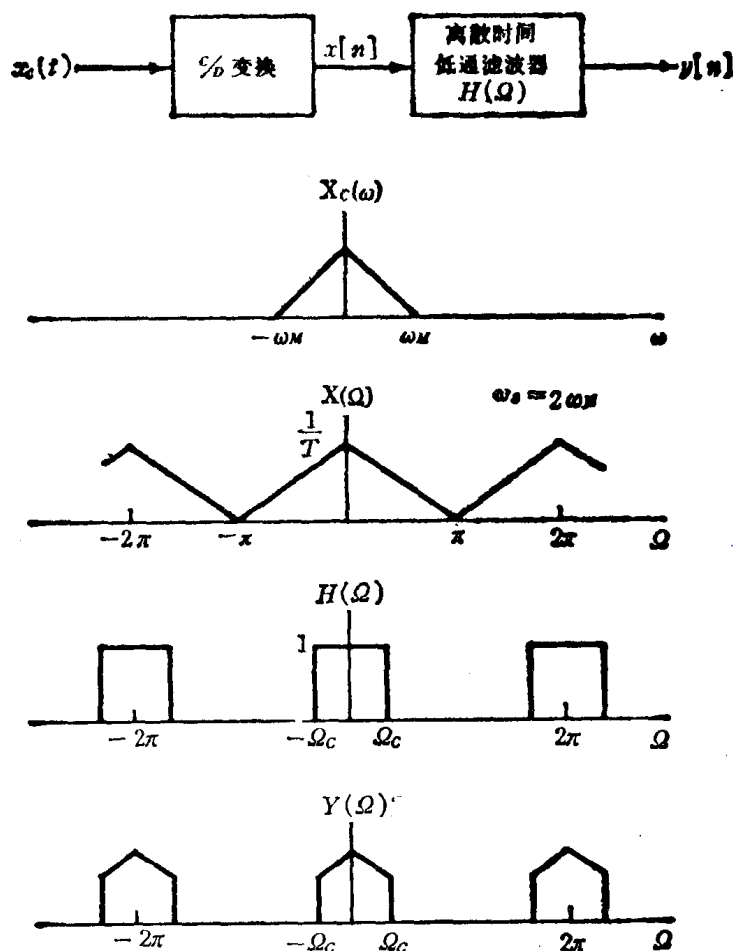 x_c(t)
C/D 变换
x[n]
离散时间
低通滤波器
H(Ω)
y[n]
X_C(ω)
-ω_M ω_M ω
X(Ω) ω_s = 2ω_M
1/T
-2π -π π 2π Ω
H(Ω)
1
-2π -Ω_C Ω_C 2π Ω
Y(Ω)
-2π -Ω_C Ω_C 2π Ω